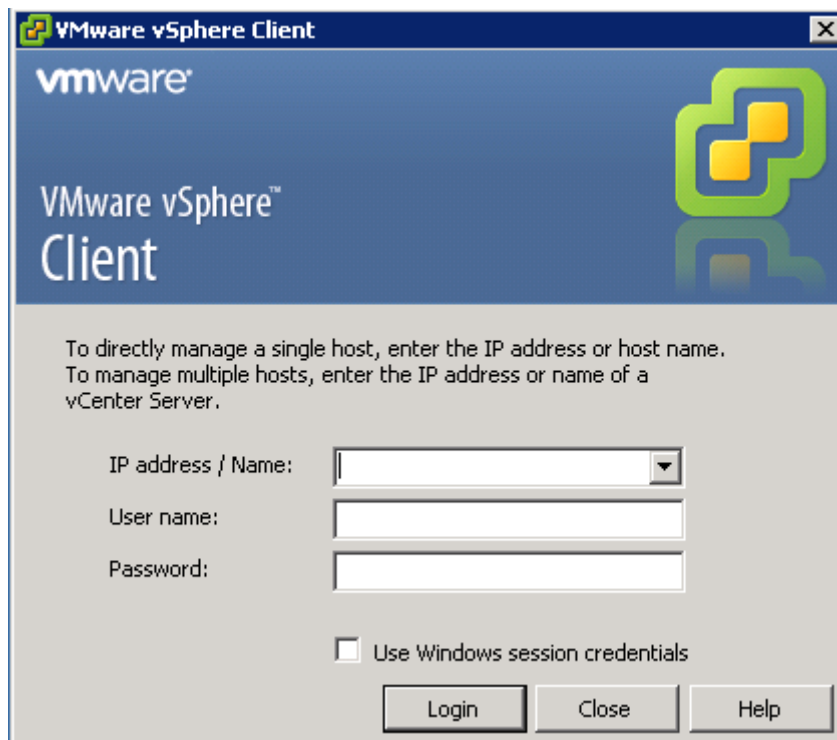 VMware vSphere Client
vmware
VMware vSphere™
Client
To directly manage a single host, enter the IP address or host name.
To manage multiple hosts, enter the IP address or name of a
vCenter Server.
IP address / Name:
User name:
Password:
Use Windows session credentials
Login Close Help